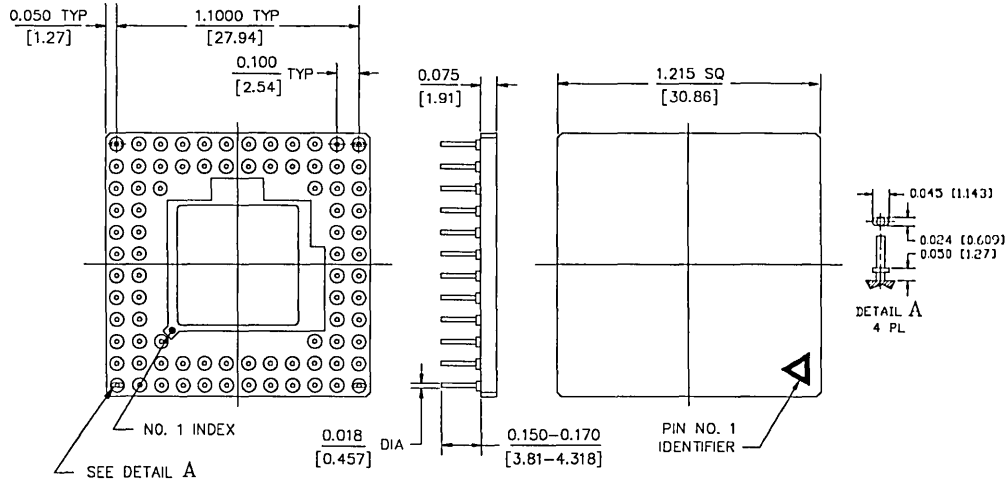 0.050 TYP
[1.27]
1.1000 TYP
[27.94]
0.100 TYP
[2.54]
0.075
[1.91]
1.215 SQ
[30.86]
0.045 [1.143]
0.024 [0.609]
0.050 [1.27]
DETAIL A
4 PL
NO. 1 INDEX
SEE DETAIL A
0.018 DIA
[0.457]
0.150-0.170
[3.81-4.318]
PIN NO. 1
IDENTIFIER